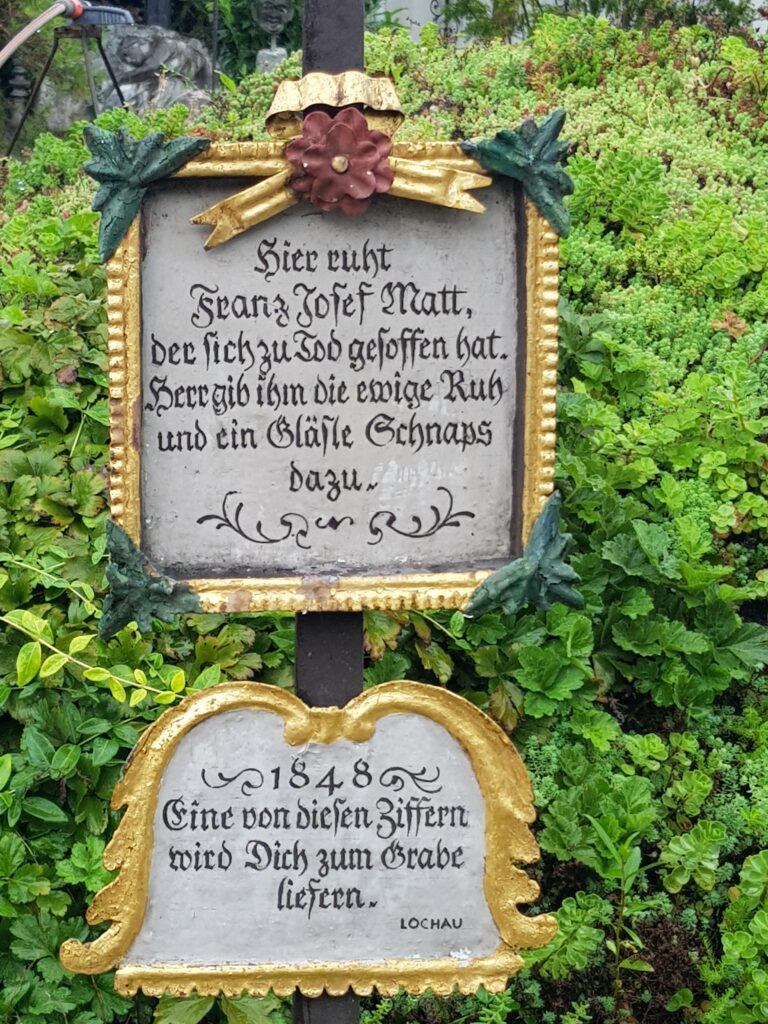 Hier ruht
Franz Josef Matt,
der sich zu Tod gesoffen hat.
Herr gib ihm die ewige Ruh
und ein Gläsle Schnaps
dazu.
1848
Eine von diesen Ziffern
wird Dich zum Grabe
liefern.
LOCHAU